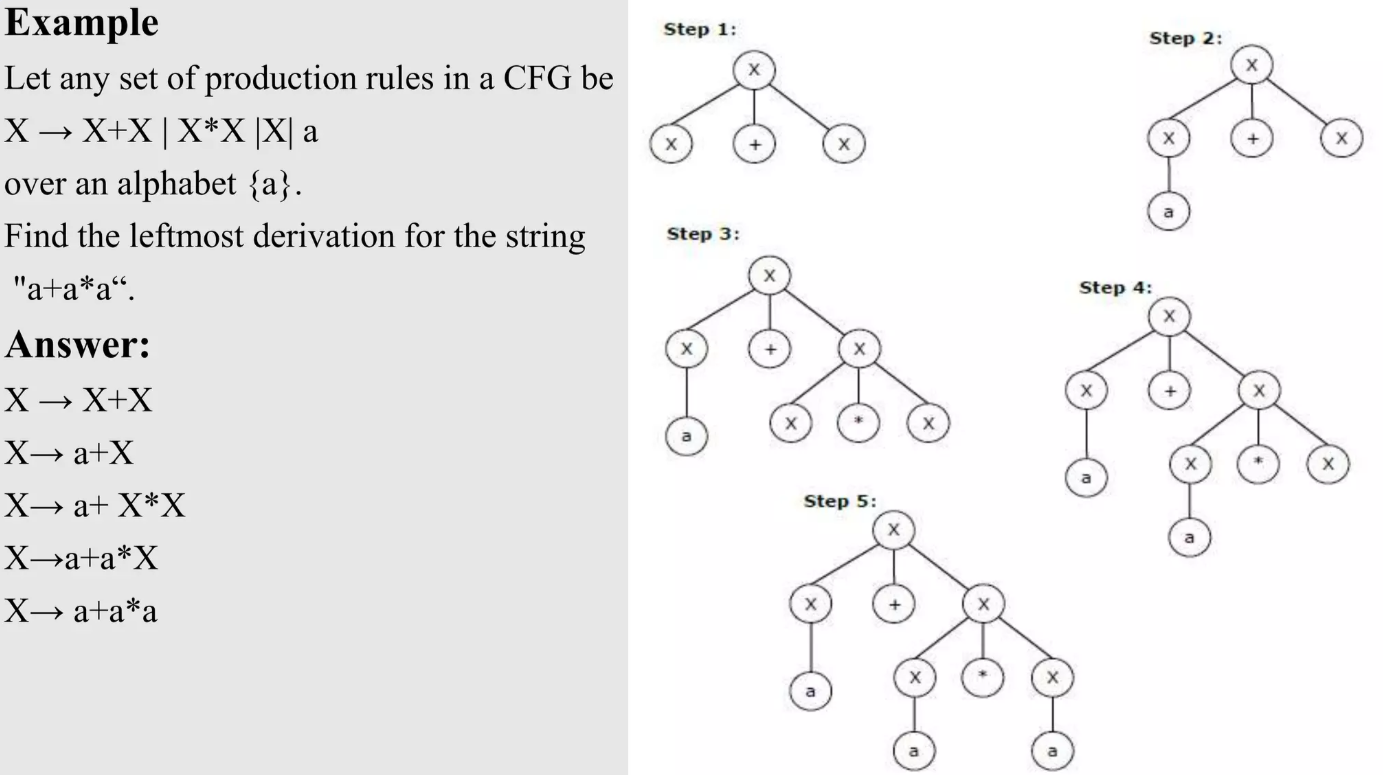 Example
Let any set of production rules in a CFG be
X → X+X | X*X |X| a
over an alphabet {a}.
Find the leftmost derivation for the string
"a+a*a“.
Answer:
X → X+X
X→ a+X
X→ a+ X*X
X→a+a*X
X→ a+a*a
Step 1:
X
X + X
Step 2:
X
X + X
a
Step 3:
X
X + X
a X * X
Step 4:
X
X + X
X * X
a
a
Step 5:
X
X + X
X * X
a
a a